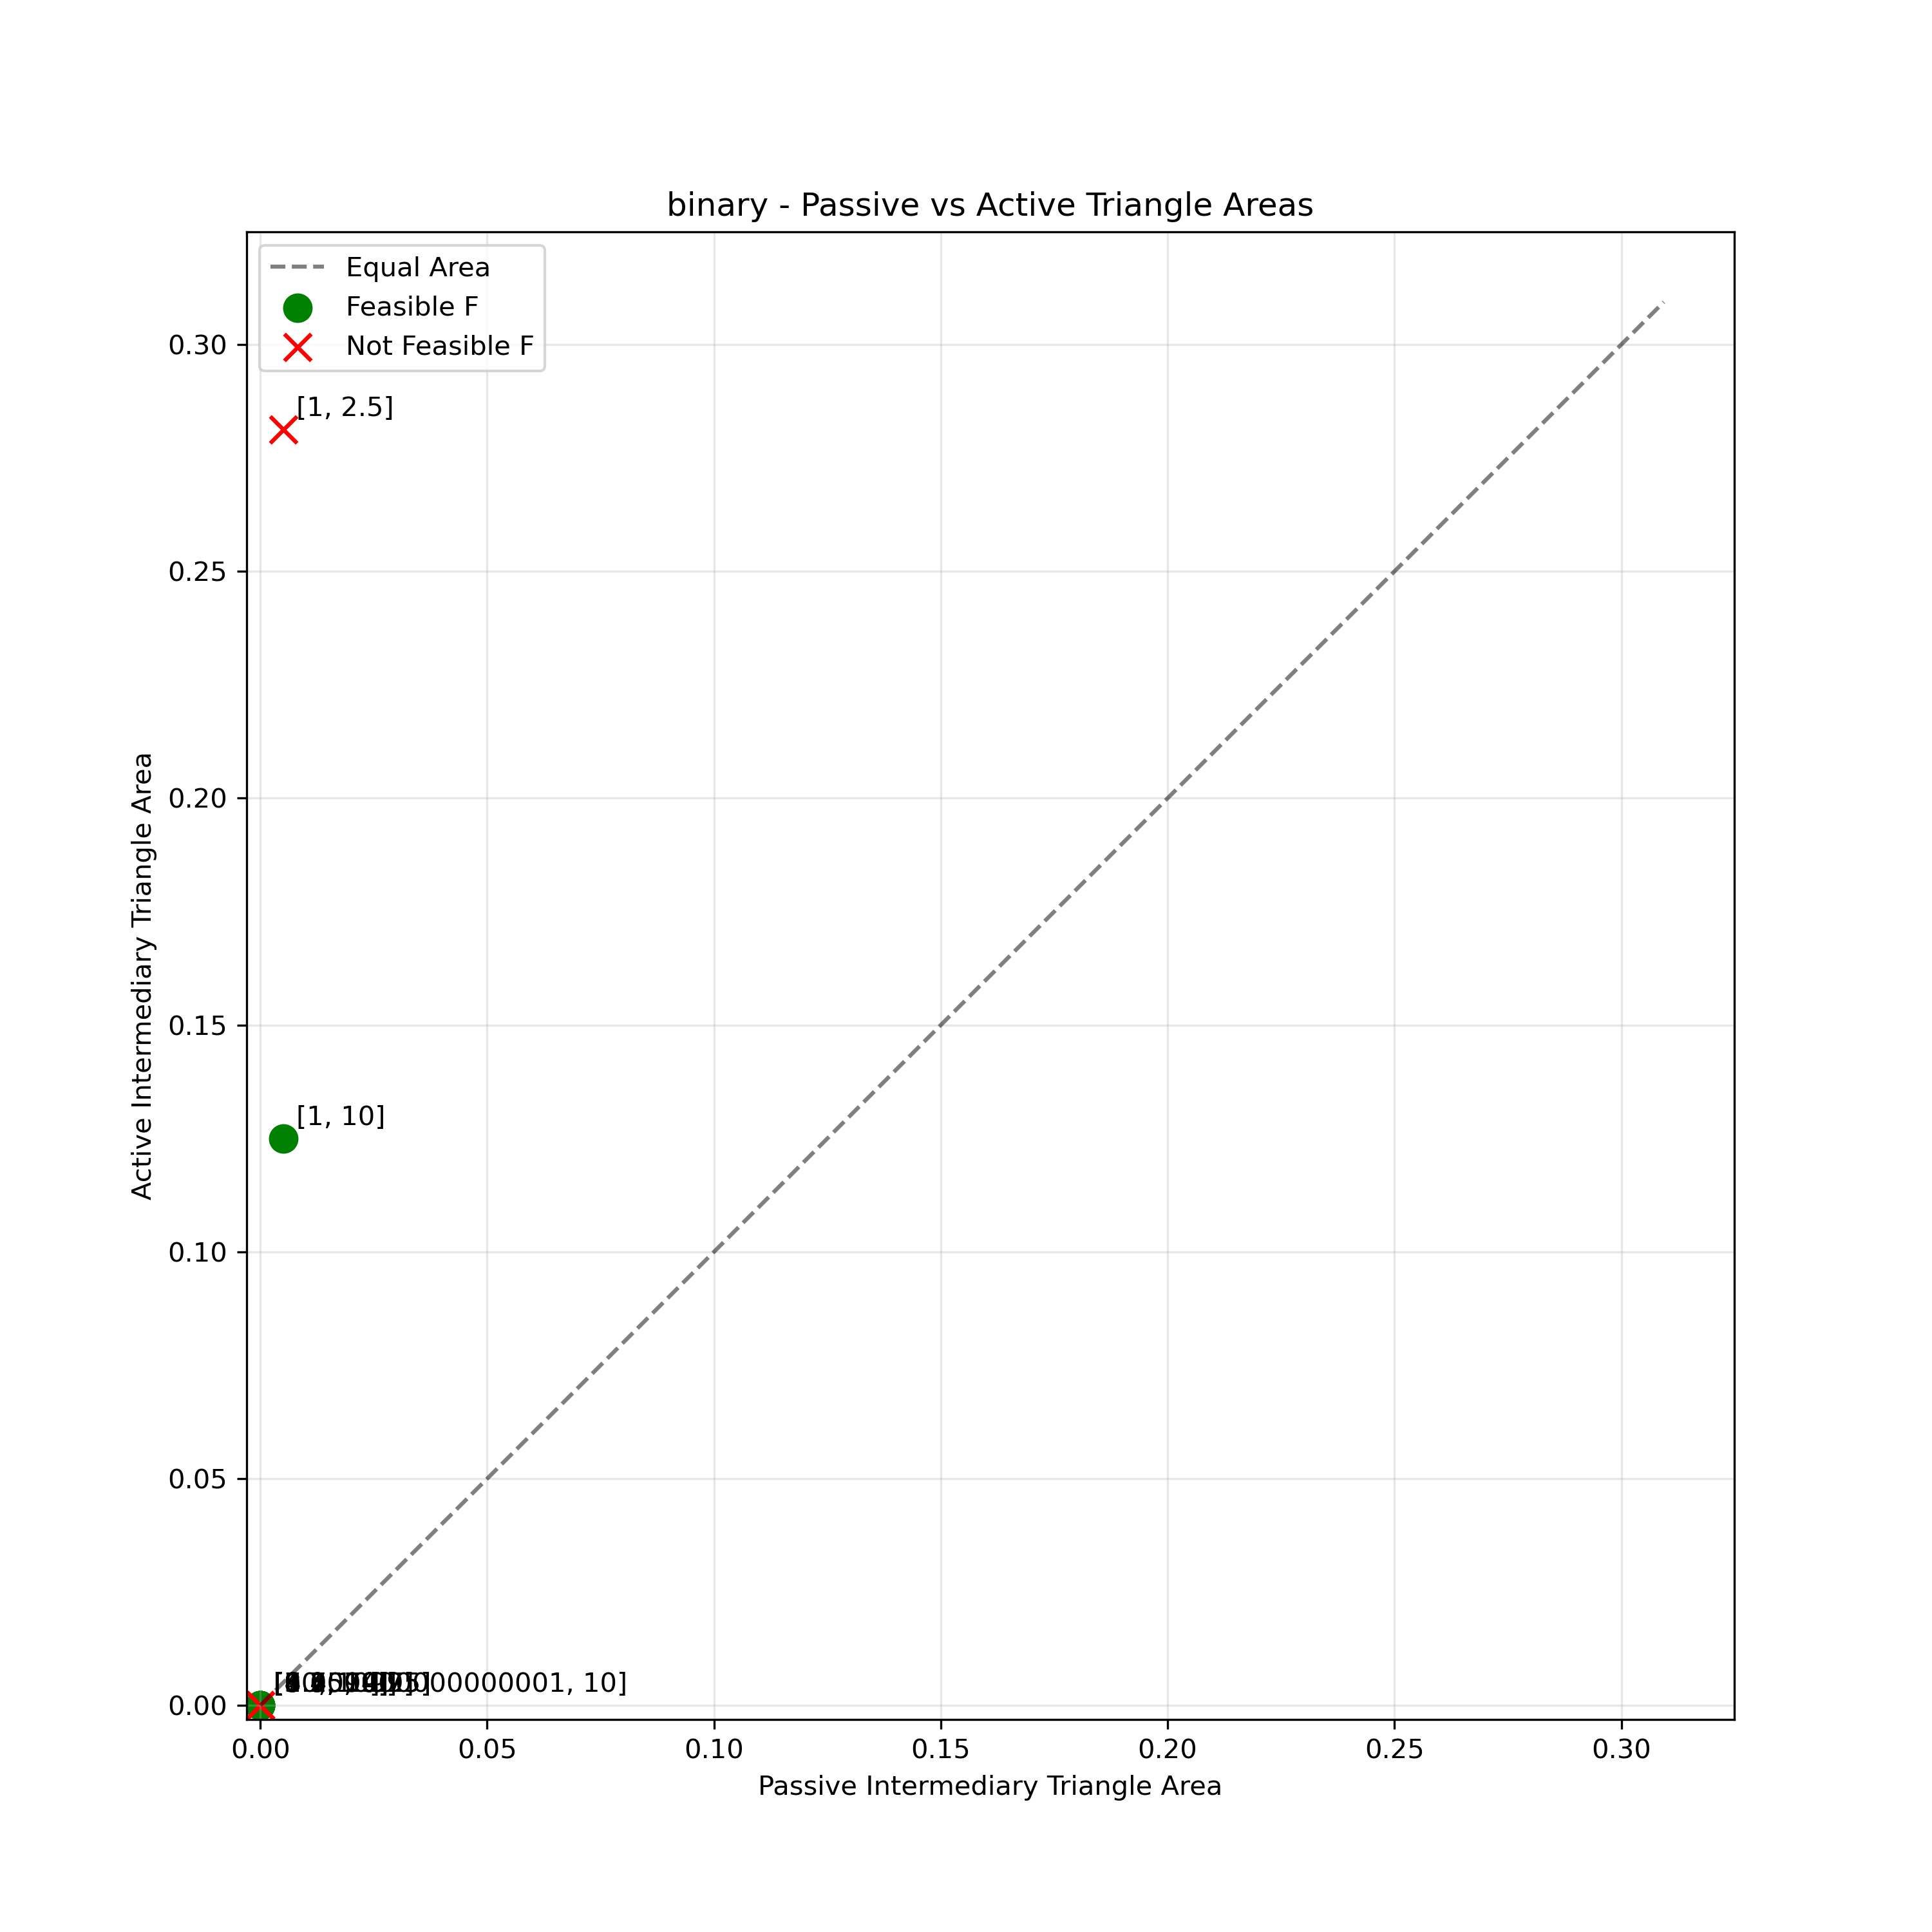 binary - Passive vs Active Triangle Areas
Equal Area
Feasible F
Not Feasible F
0.30
[1, 2.5]
0.25
0.20
Active Intermediary Triangle Area
0.15
[1, 10]
0.10
0.05
0.00
0.00 0.05 0.10 0.15 0.20 0.25 0.30
Passive Intermediary Triangle Area